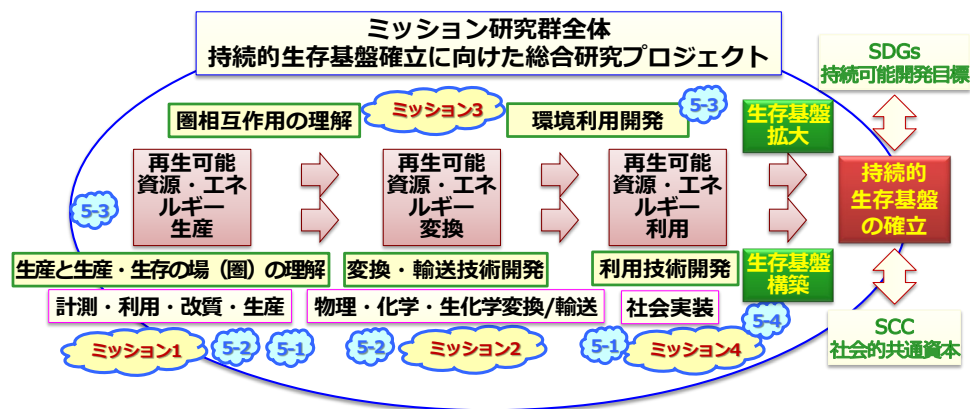 ミッション研究群全体
持続的生存基盤確立に向けた総合研究プロジェクト
SDGs
持続可能開発目標
圏相互作用の理解
ミッション3
環境利用開発
5-3
生存基盤
拡大
再生可能
資源・エネ
ルギー
生産
再生可能
資源・エネ
ルギー
変換
再生可能
資源・エネ
ルギー
利用
持続的
生存基盤
の確立
5-3
生産と生産・生存の場（圏）の理解
変換・輸送技術開発
利用技術開発
生存基盤
構築
計測・利用・改質・生産
物理・化学・生化学変換/輸送
社会実装
5-4
ミッション1
5-2
5-1
5-2
ミッション2
5-1
ミッション4
SCC
社会的共通資本